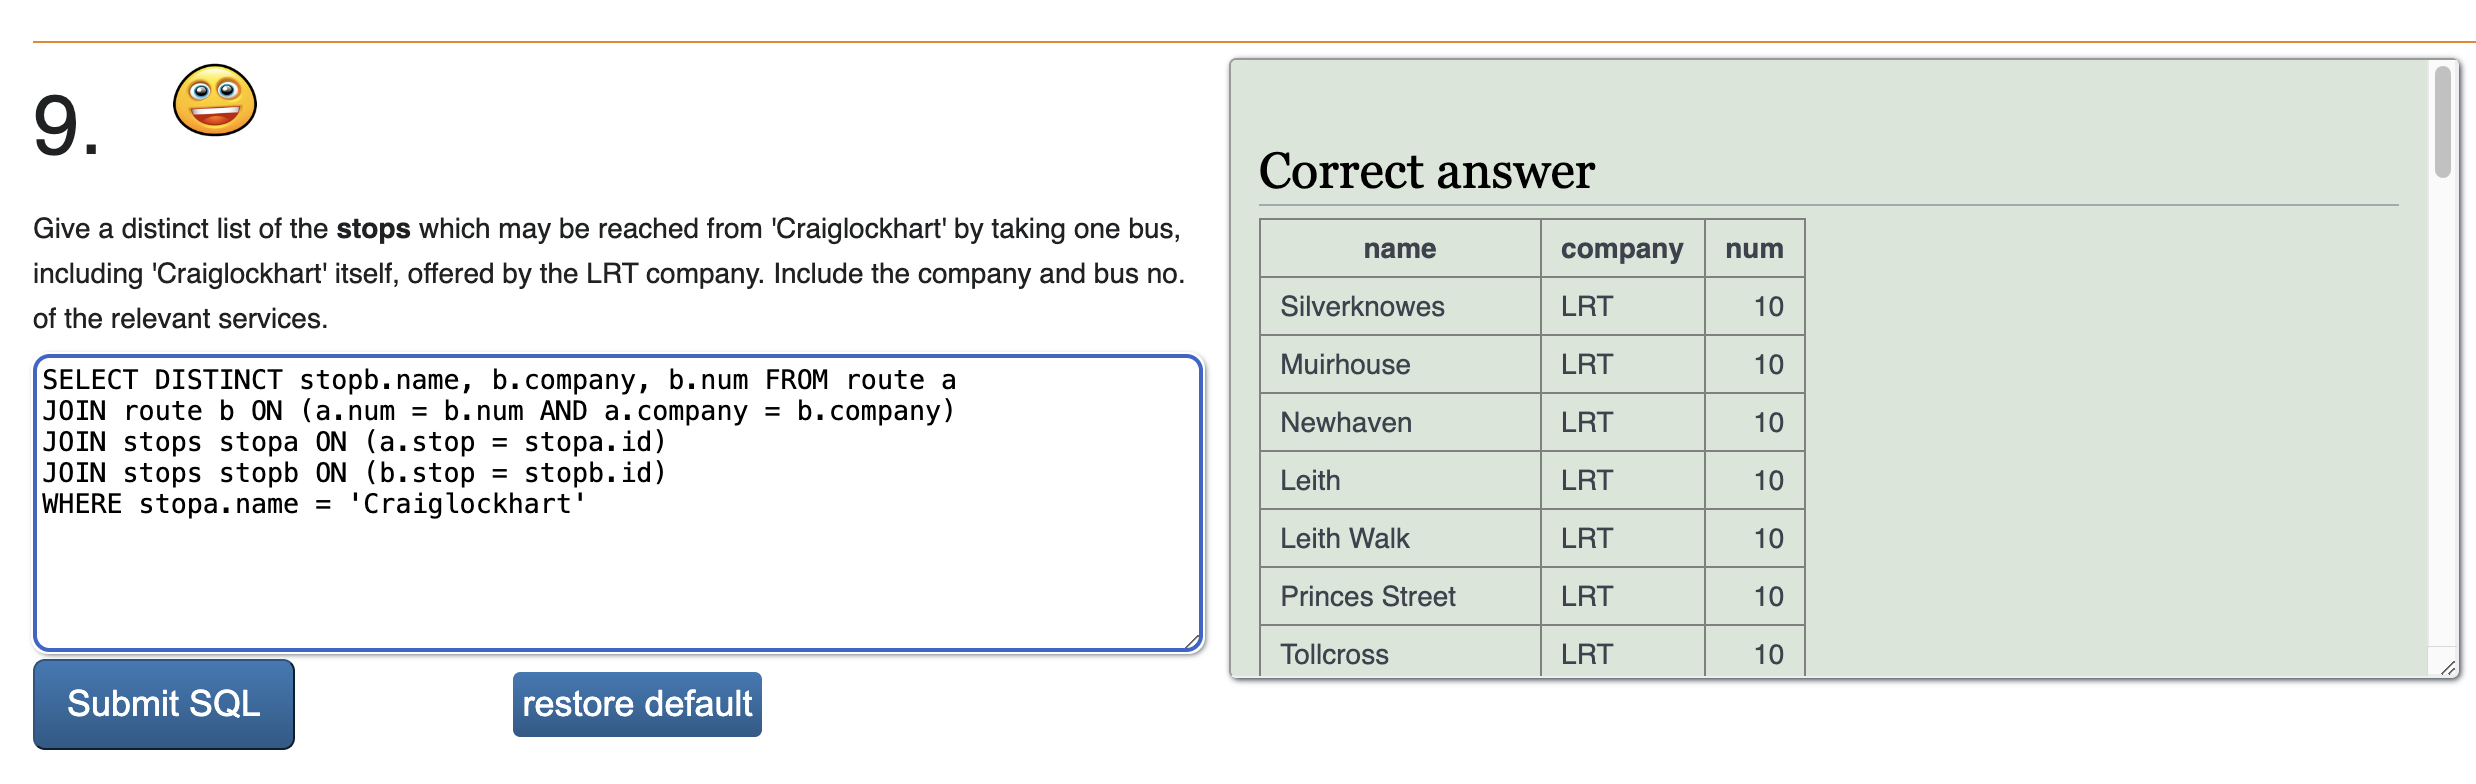 9.
Give a distinct list of the stops which may be reached from 'Craiglockhart' by taking one bus,
including 'Craiglockhart' itself, offered by the LRT company. Include the company and bus no.
of the relevant services.
SELECT DISTINCT stopb.name, b.company, b.num FROM route a
JOIN route b ON (a.num = b.num AND a.company = b.company)
JOIN stops stopa ON (a.stop = stopa.id)
JOIN stops stopb ON (b.stop = stopb.id)
WHERE stopa.name = 'Craiglockhart'
Submit SQL
restore default
Correct answer
name company num
Silverknowes LRT 10
Muirhouse LRT 10
Newhaven LRT 10
Leith LRT 10
Leith Walk LRT 10
Princes Street LRT 10
Tollcross LRT 10